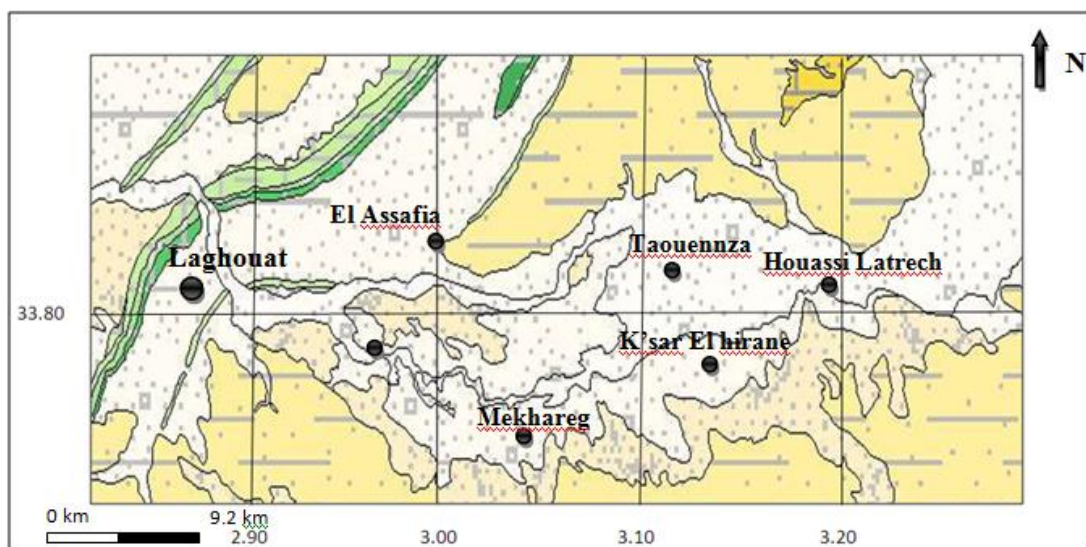 N
El Assafia
Taouennza
Laghouat
Houassi Latrech
33.80
K'sar El hirane
Mekhareg
0 km 9.2 km
2.90 3.00 3.10 3.20